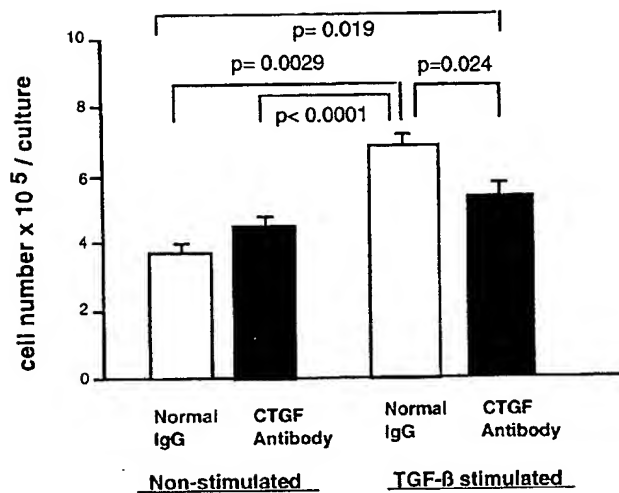 p= 0.019
p= 0.0029
p=0.024
p< 0.0001
cell number x 10 5 / culture
10
8
6
4
2
0
Normal IgG
CTGF Antibody
Normal IgG
CTGF Antibody
Non-stimulated
TGF-ß stimulated